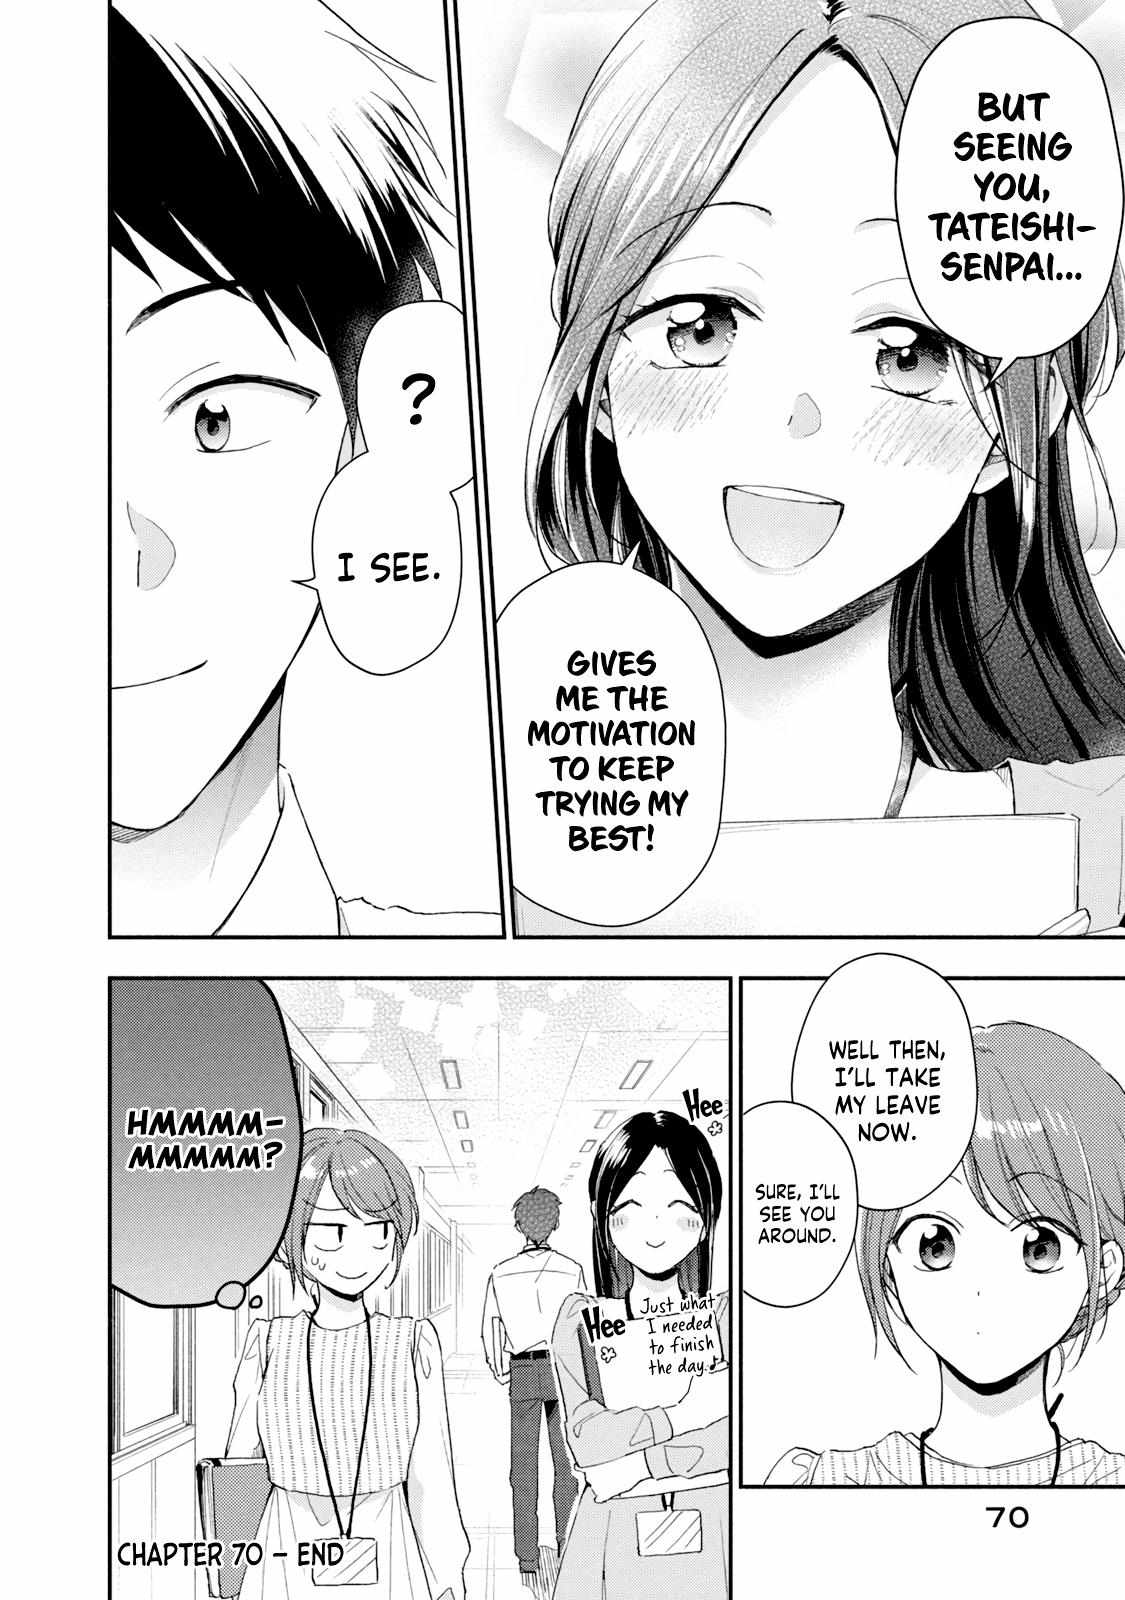 BUT
SEEING
YOU,
TATEISHI-
SENPAI...
GIVES
ME THE
MOTIVATION
TO KEEP
TRYING MY
BEST!
?
I SEE.
WELL THEN,
I'LL TAKE
MY LEAVE
NOW.
SURE, I'LL
SEE YOU
AROUND.
70
Hee
Hee
Just what
I needed
to finish
the day.♪
HMMMM-
MMMMM?
CHAPTER 70 – END